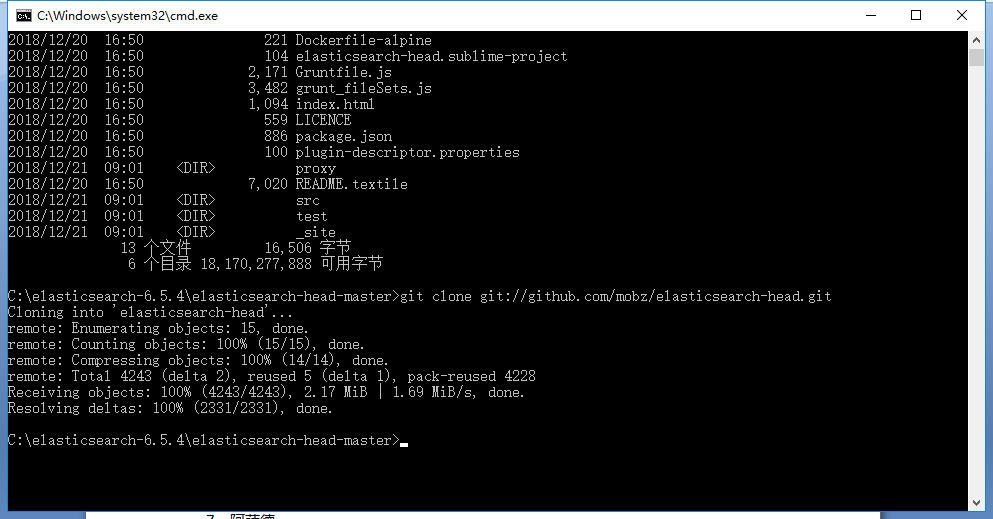 C:\Windows\system32\cmd.exe
2018/12/20  16:50               221 Dockerfile-alpine
2018/12/20  16:50               104 elasticsearch-head.sublime-project
2018/12/20  16:50             2,171 Gruntfile.js
2018/12/20  16:50             3,482 grunt_fileSets.js
2018/12/20  16:50             1,094 index.html
2018/12/20  16:50               559 LICENCE
2018/12/20  16:50               886 package.json
2018/12/20  16:50               100 plugin-descriptor.properties
2018/12/21  09:01    <DIR>          proxy
2018/12/20  16:50             7,020 README.textile
2018/12/21  09:01    <DIR>          src
2018/12/21  09:01    <DIR>          test
2018/12/21  09:01    <DIR>          _site
              13 个文件         16,506 字节
               6 个目录 18,170,277,888 可用字节
C:\elasticsearch-6.5.4\elasticsearch-head-master>git clone git://github.com/mobz/elasticsearch-head.git
Cloning into 'elasticsearch-head'...
remote: Enumerating objects: 15, done.
remote: Counting objects: 100% (15/15), done.
remote: Compressing objects: 100% (14/14), done.
remote: Total 4243 (delta 2), reused 5 (delta 1), pack-reused 4228
Receiving objects: 100% (4243/4243), 2.17 MiB | 1.69 MiB/s, done.
Resolving deltas: 100% (2331/2331), done.
C:\elasticsearch-6.5.4\elasticsearch-head-master>